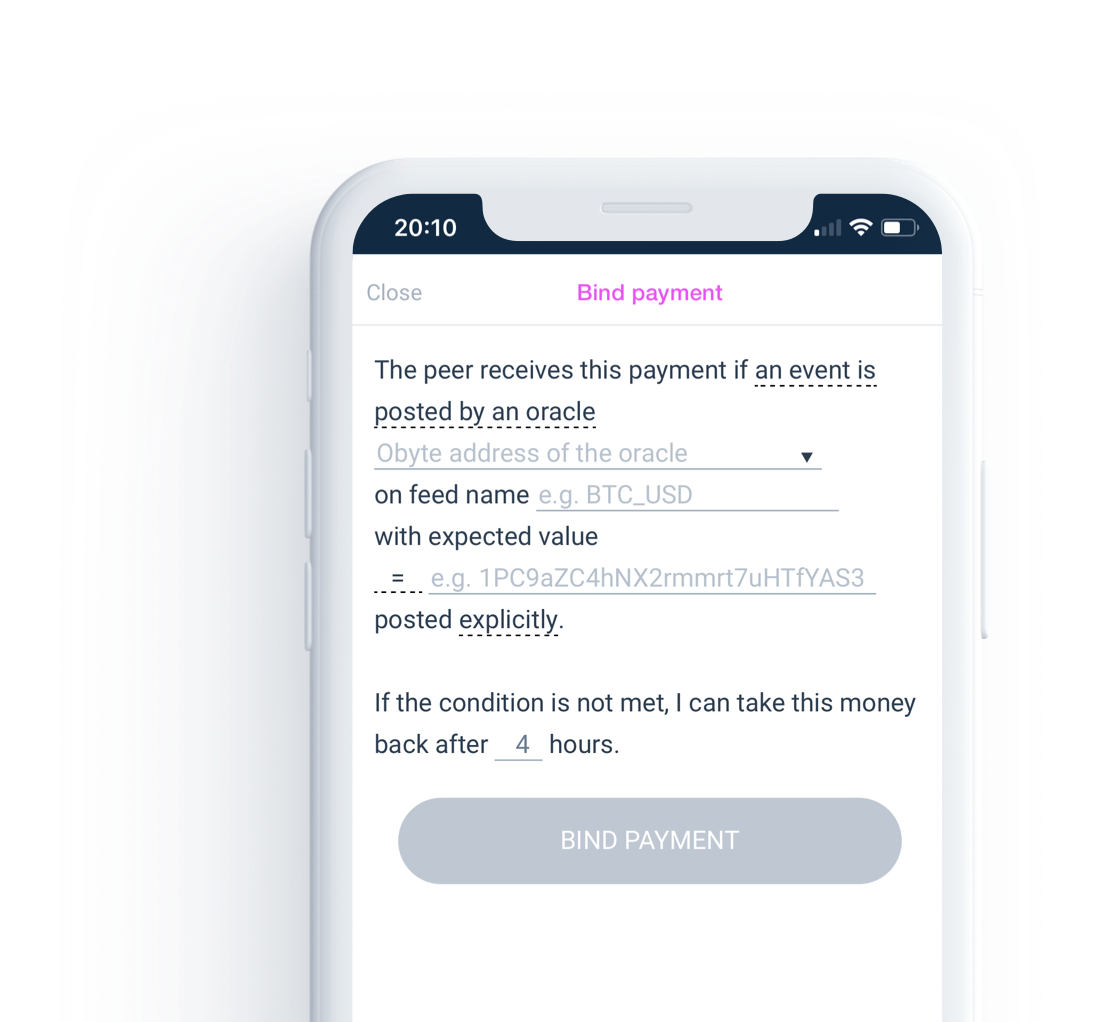 20:10
Close Bind payment
The peer receives this payment if an event is
posted by an oracle
Obyte address of the oracle
on feed name e.g. BTC_USD
with expected value
= e.g. 1PC9aZC4hNX2rmmrt7uHTfYAS3
posted explicitly.
If the condition is not met, I can take this money
back after 4 hours.
BIND PAYMENT